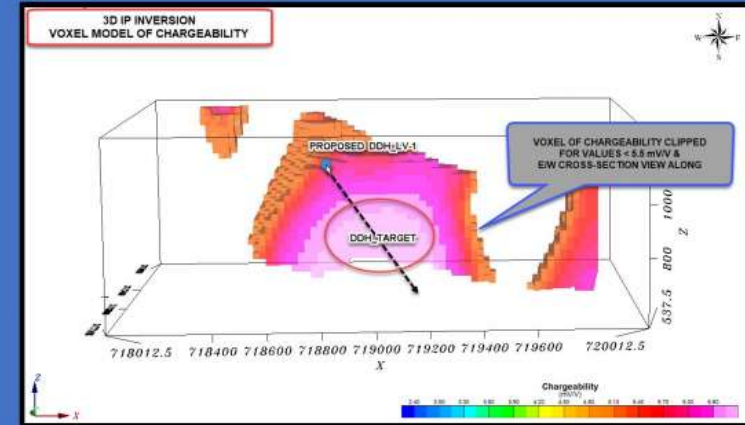 3D IP INVERSION
VOXEL MODEL OF CHARGEABILITY
N
W
E
S
PROPOSED_DDH_LV-1
VOXEL OF CHARGEABILITY CLIPPED
FOR VALUES < 5.5 mV/V &
E/W CROSS-SECTION VIEW ALONG
DDH_TARGET
1000
Z
800
537.5
718012.5 718400 718600 718800 719000 719200 719400 719600 720012.5
X
Z
X
Chargeability
(mV/V)